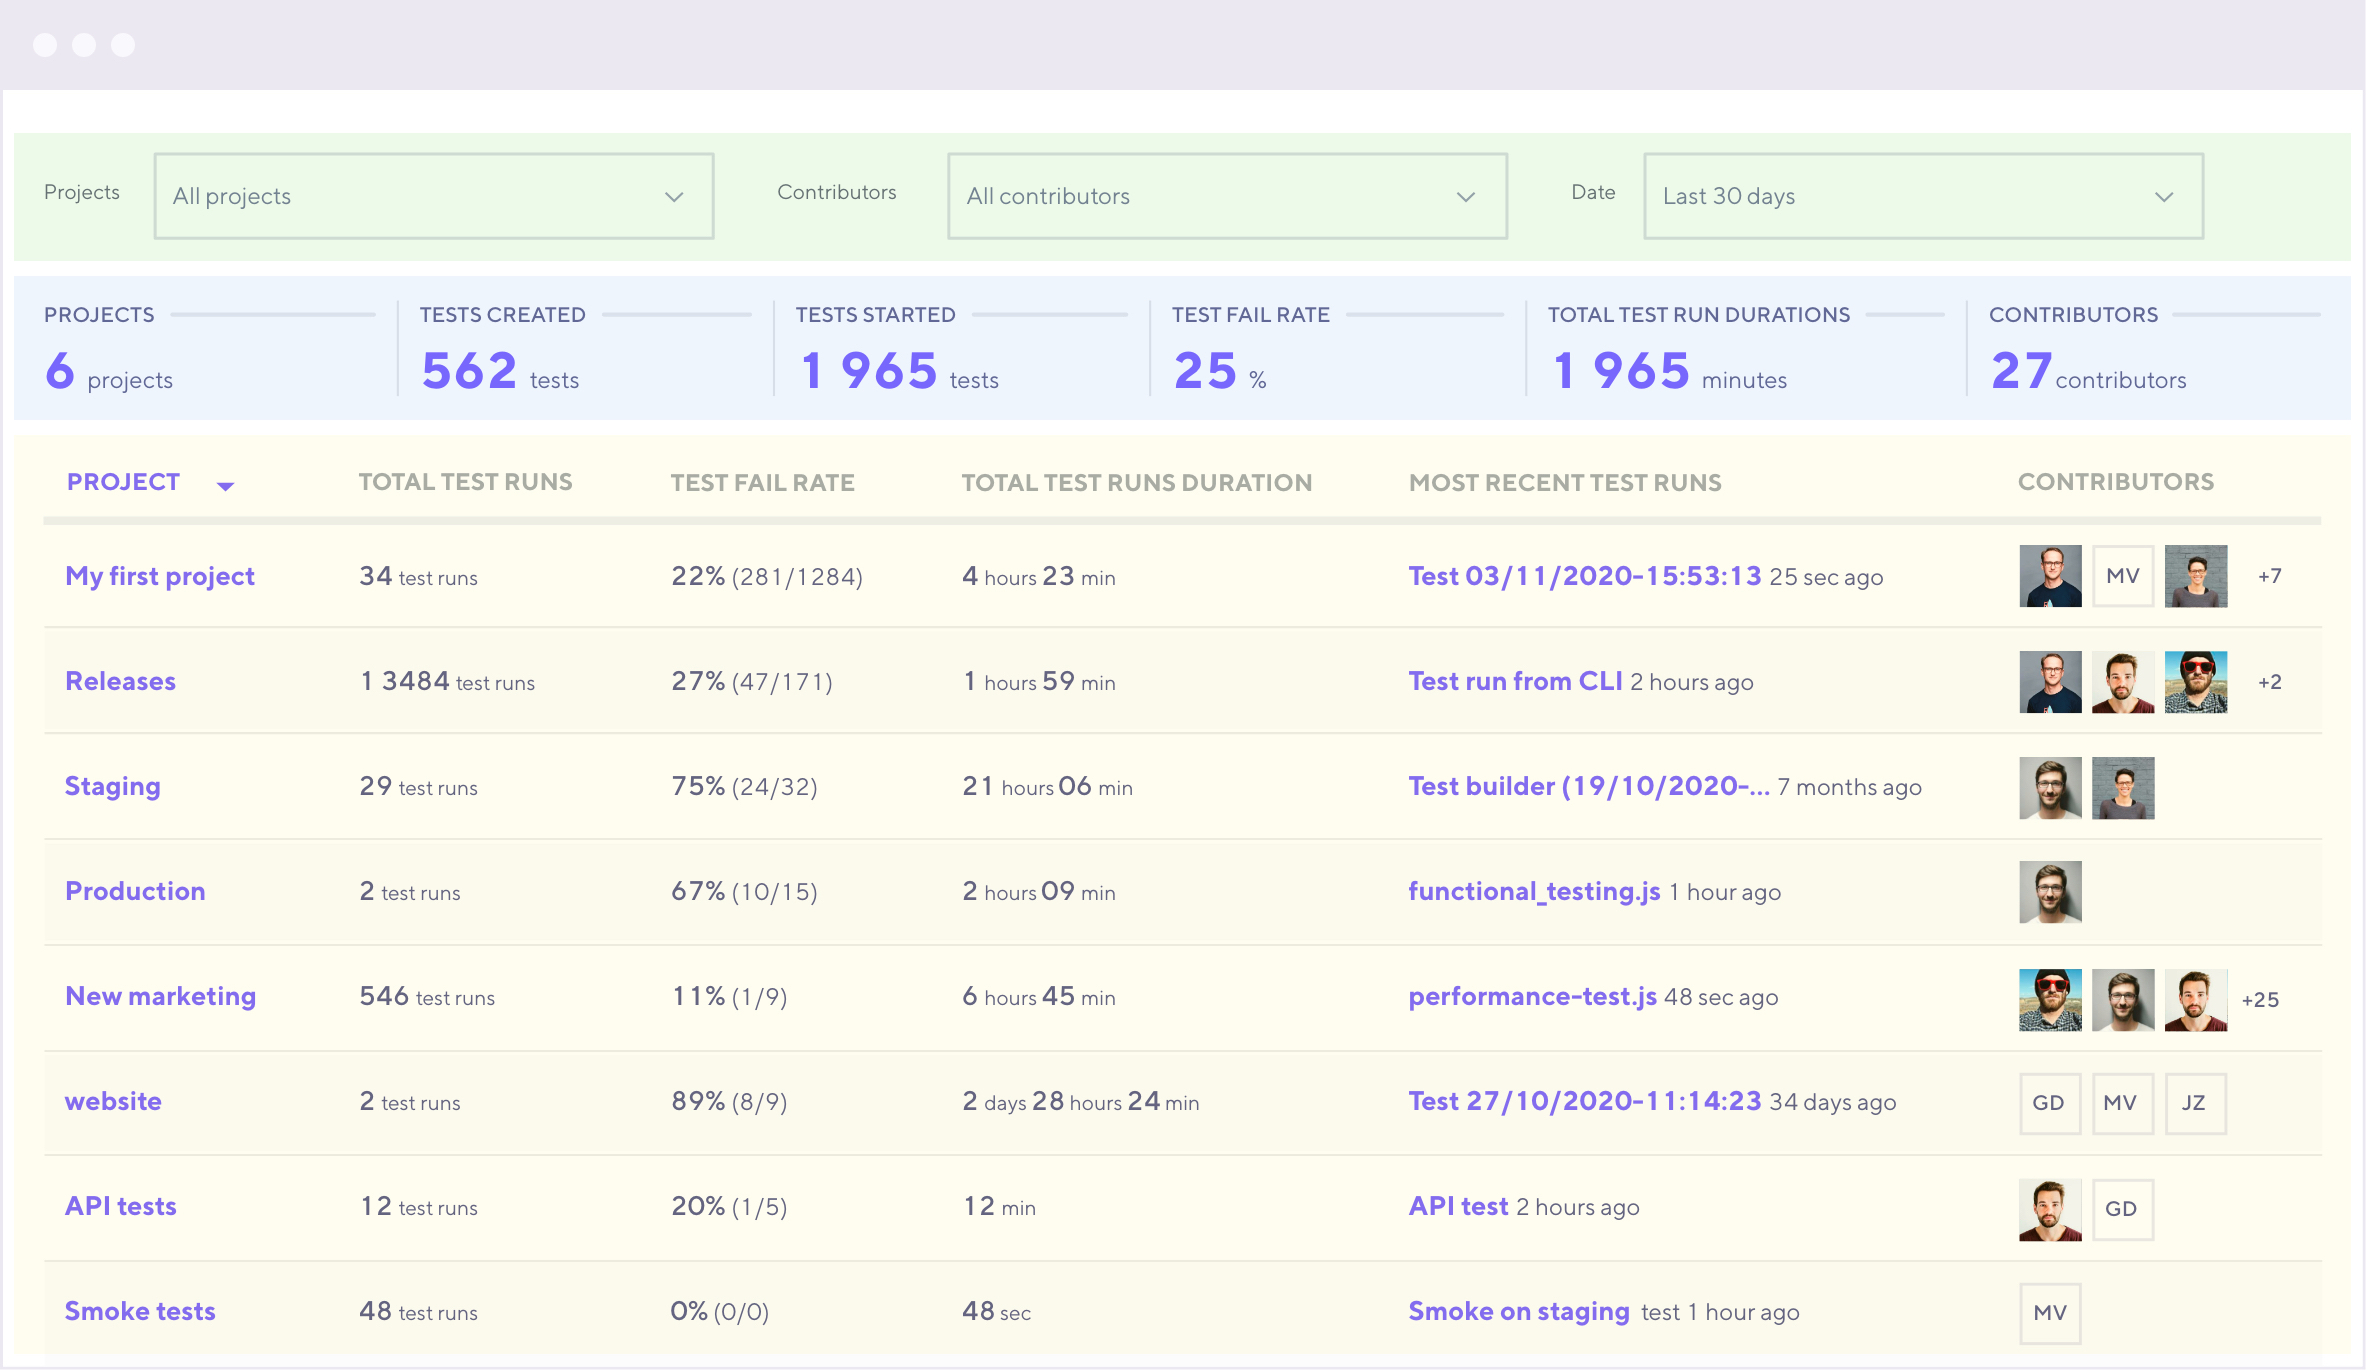 Projects All projects Contributors All contributors Date Last 30 days
PROJECTS TESTS CREATED TESTS STARTED TEST FAIL RATE TOTAL TEST RUN DURATIONS CONTRIBUTORS
6 projects 562 tests 1 965 tests 25 % 1 965 minutes 27 contributors
PROJECT TOTAL TEST RUNS TEST FAIL RATE TOTAL TEST RUNS DURATION MOST RECENT TEST RUNS CONTRIBUTORS
My first project 34 test runs 22% (281/1284) 4 hours 23 min Test 03/11/2020-15:53:13 25 sec ago MV +7
Releases 1 3484 test runs 27% (47/171) 1 hours 59 min Test run from CLI 2 hours ago +2
Staging 29 test runs 75% (24/32) 21 hours 06 min Test builder (19/10/2020-... 7 months ago
Production 2 test runs 67% (10/15) 2 hours 09 min functional_testing.js 1 hour ago
New marketing 546 test runs 11% (1/9) 6 hours 45 min performance-test.js 48 sec ago +25
website 2 test runs 89% (8/9) 2 days 28 hours 24 min Test 27/10/2020-11:14:23 34 days ago GD MV JZ
API tests 12 test runs 20% (1/5) 12 min API test 2 hours ago GD
Smoke tests 48 test runs 0% (0/0) 48 sec Smoke on staging test 1 hour ago MV